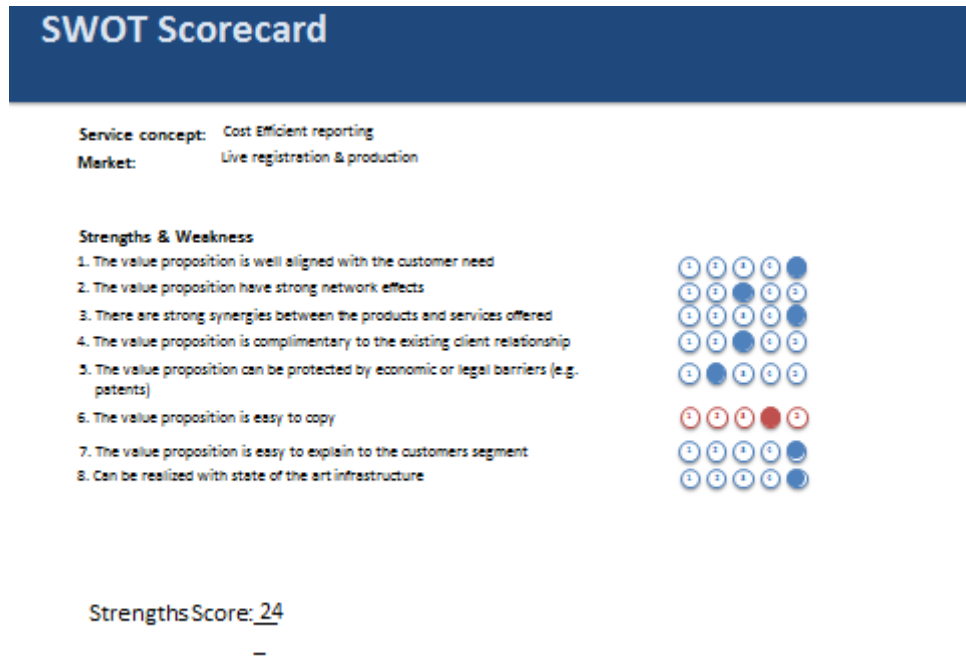 SWOT Scorecard
Service concept: Cost Efficient reporting
Market: Live registration & production
Strengths & Weakness
1. The value proposition is well aligned with the customer need
2. The value proposition have strong network effects
3. There are strong synergies between the products and services offered
4. The value proposition is complimentary to the existing client relationship
5. The value proposition can be protected by economic or legal barriers (e.g.
patents)
6. The value proposition is easy to copy
7. The value proposition is easy to explain to the customers segment
8. Can be realized with state of the art infrastructure
Strengths Score: 24